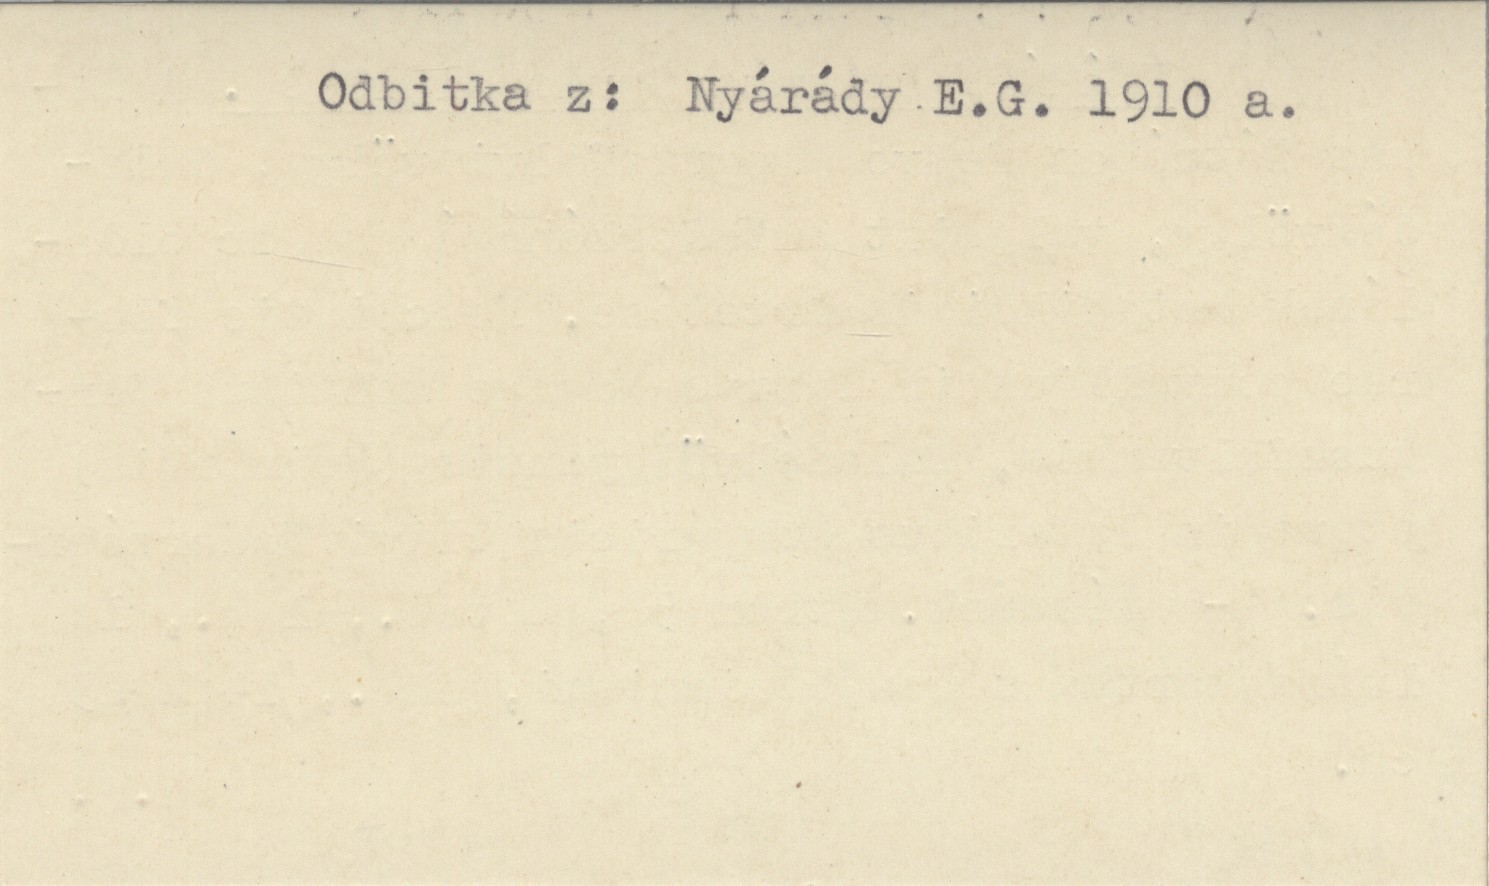 Odbitka z: Nyárády E.G. 1910 a.